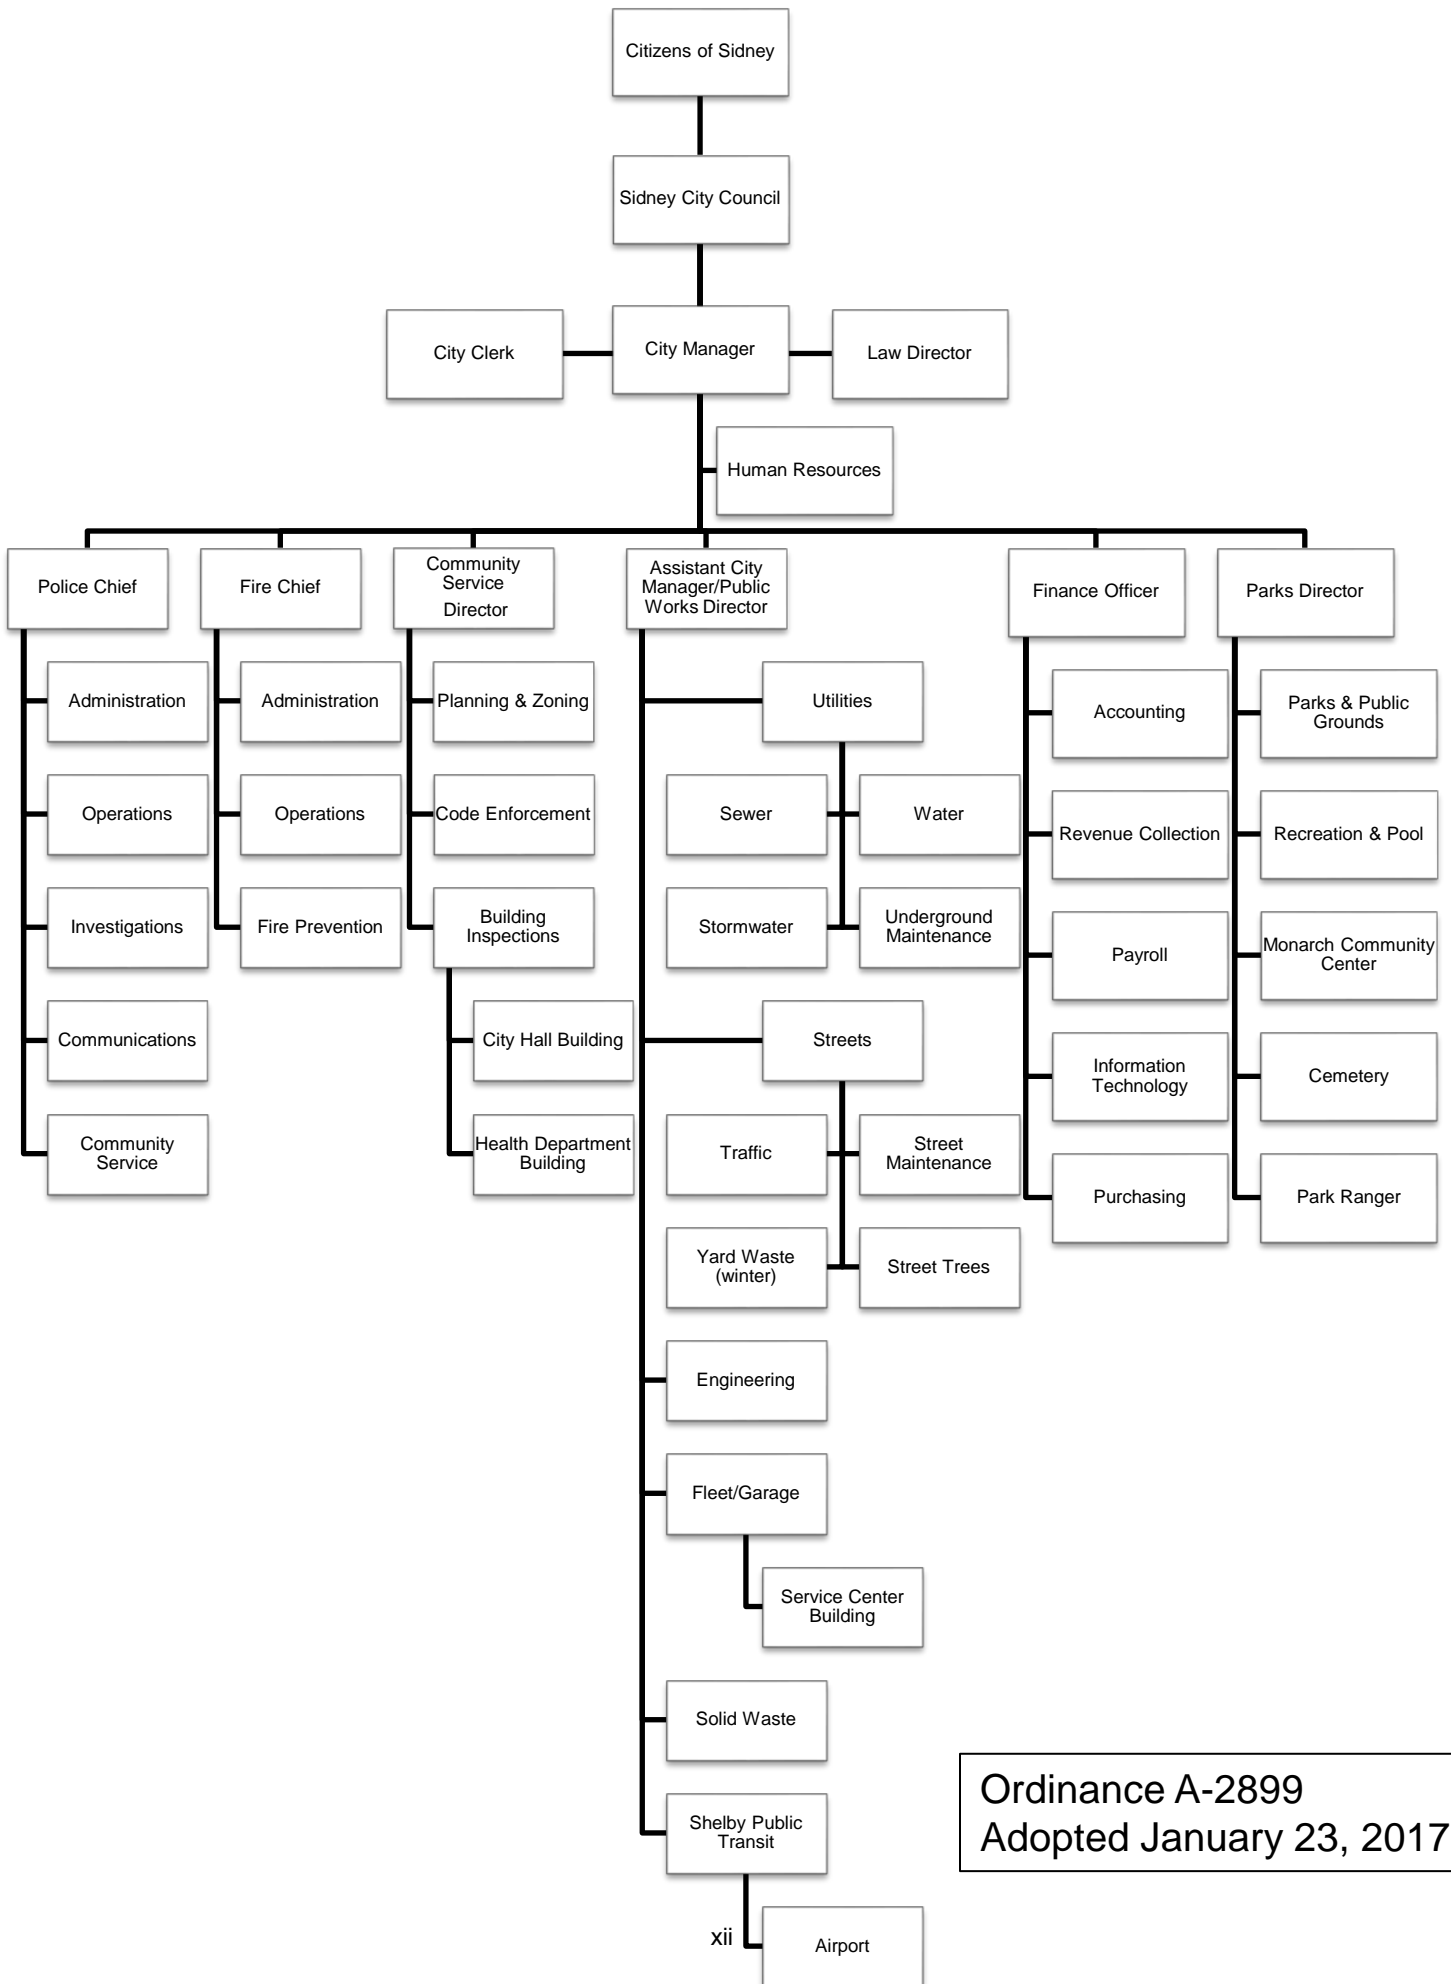 Citizens of Sidney
Sidney City Council
City Clerk
City Manager
Law Director
Human Resources
Police Chief
Fire Chief
Community
Service
Director
Assistant City
Manager/Public
Works Director
Finance Officer
Parks Director
Administration
Operations
Investigations
Communications
Community
Service
Administration
Operations
Fire Prevention
Planning & Zoning
Code Enforcement
Building
Inspections
City Hall Building
Health Department
Building
Utilities
Sewer
Water
Stormwater
Underground
Maintenance
Streets
Traffic
Street
Maintenance
Yard Waste
(winter)
Street Trees
Engineering
Fleet/Garage
Service Center
Building
Solid Waste
Shelby Public
Transit
Airport
Accounting
Revenue Collection
Payroll
Information
Technology
Purchasing
Parks & Public
Grounds
Recreation & Pool
Monarch Community
Center
Cemetery
Park Ranger
Ordinance A-2899
Adopted January 23, 2017
xii